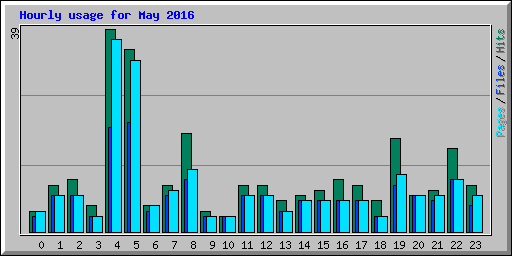 Hourly usage for May 2016
39
Pages / Files / Hits
0 1 2 3 4 5 6 7 8 9 10 11 12 13 14 15 16 17 18 19 20 21 22 23